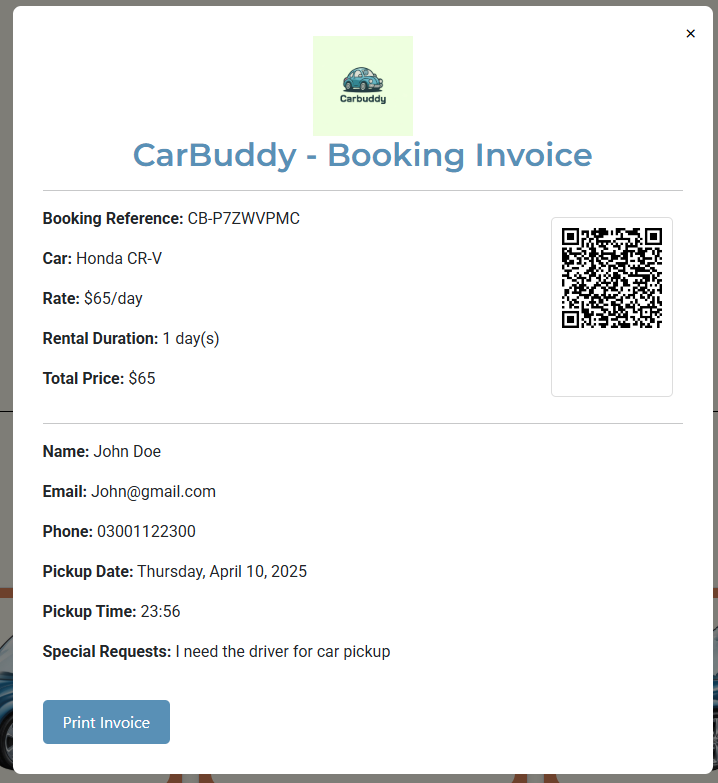 ×
Carbuddy
CarBuddy - Booking Invoice
Booking Reference: CB-P7ZWVPMC
Car: Honda CR-V
Rate: $65/day
Rental Duration: 1 day(s)
Total Price: $65
Name: John Doe
Email: John@gmail.com
Phone: 03001122300
Pickup Date: Thursday, April 10, 2025
Pickup Time: 23:56
Special Requests: I need the driver for car pickup
Print Invoice